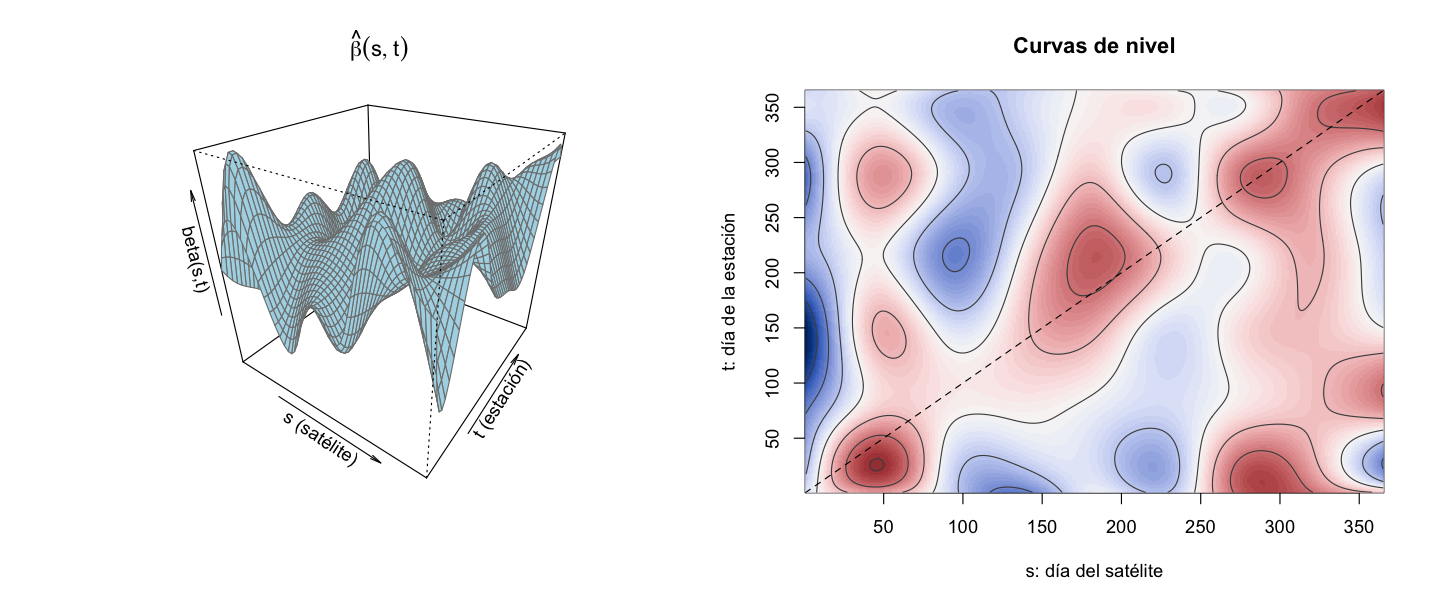 β̂(s, t)
beta(s,t)
s (satélite)
t (estación)
Curvas de nivel
t: día de la estación
350
300
250
200
150
100
50
50 100 150 200 250 300 350
s: día del satélite